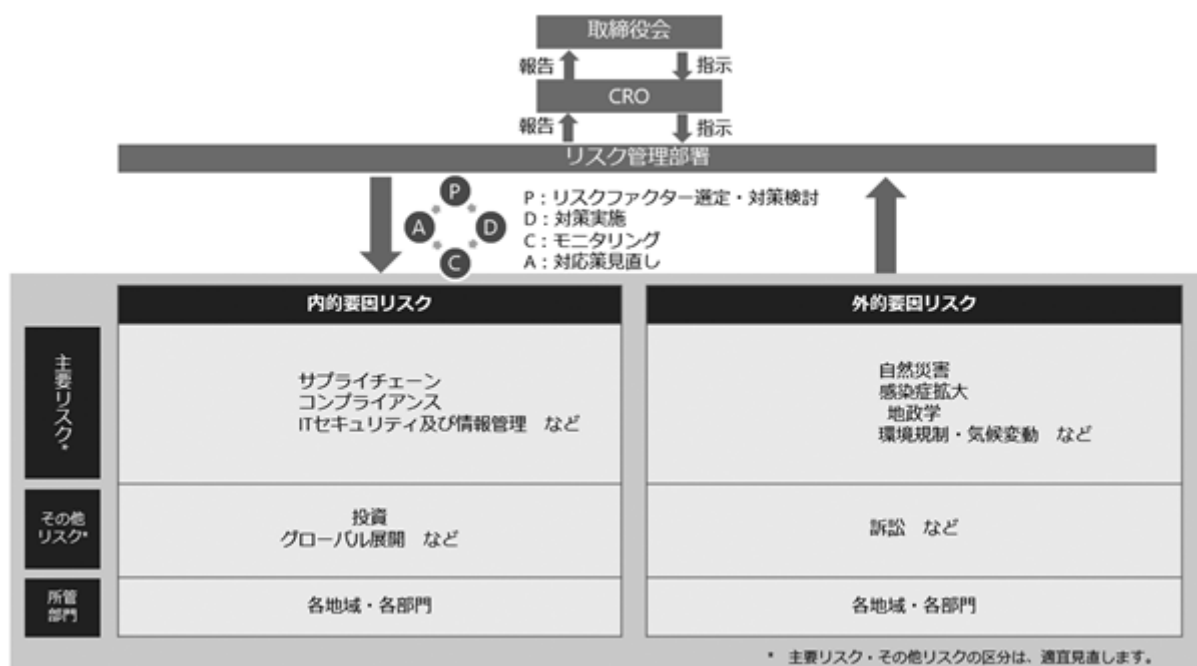 取締役会
報告 指示
CRO
報告 指示
リスク管理部署
P
A D
C
P：リスクファクター選定・対策検討
D：対策実施
C：モニタリング
A：対応策見直し
内的要因リスク
外的要因リスク
主要リスク*
サプライチェーン
コンプライアンス
ITセキュリティ及び情報管理　など
自然災害
感染症拡大
地政学
環境規制・気候変動　など
その他
リスク*
投資
グローバル展開　など
訴訟　など
所管
部門
各地域・各部門
各地域・各部門
*　主要リスク・その他リスクの区分は、適宜見直します。